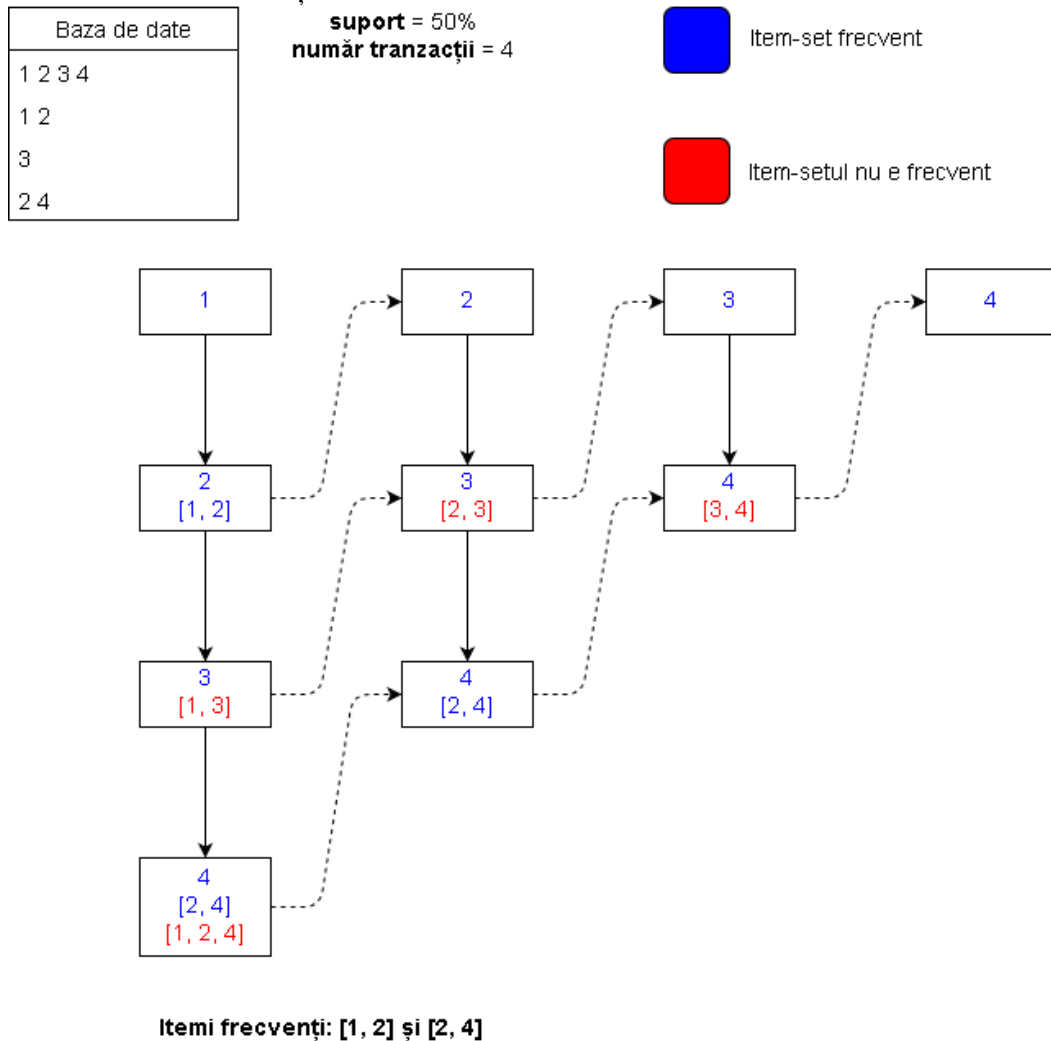 Baza de date
1 2 3 4
1 2
3
2 4
suport = 50%
număr tranzacții = 4
Item-set frecvent
Item-setul nu e frecvent
1
2
3
4
2
[1, 2]
3
[2, 3]
4
[3, 4]
3
[1, 3]
4
[2, 4]
4
[2, 4]
[1, 2, 4]
Itemi frecvenți: [1, 2] și [2, 4]